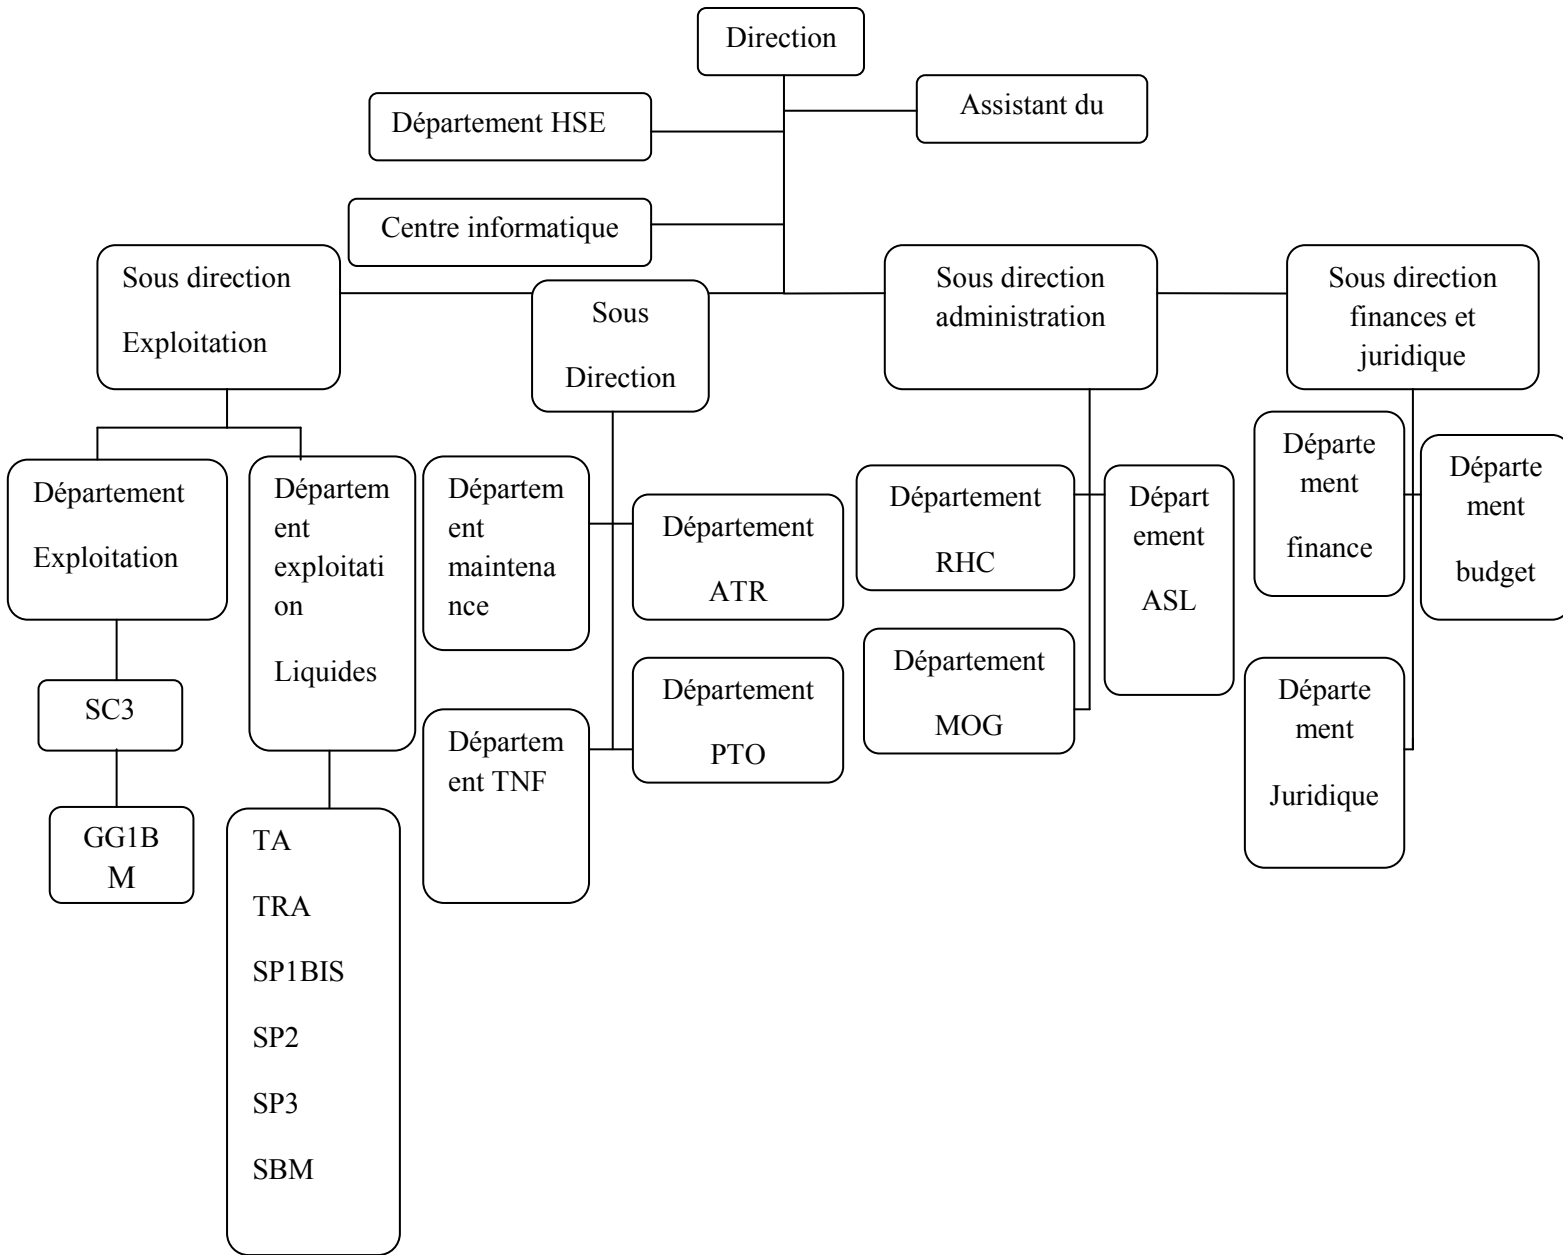 Direction
Assistant du
Département HSE
Centre informatique
Sous direction
Exploitation
Sous
Direction
Sous direction
administration
Sous direction
finances et
juridique
Département
Exploitation
Départem
ent
exploitati
on
Liquides
Départem
ent
maintena
nce
Département
ATR
Département
RHC
Départ
ement
ASL
Départe
ment
finance
Départe
ment
budget
SC3
GG1B
M
TA
TRA
SP1BIS
SP2
SP3
SBM
Départem
ent TNF
Département
PTO
Département
MOG
Départe
ment
Juridique